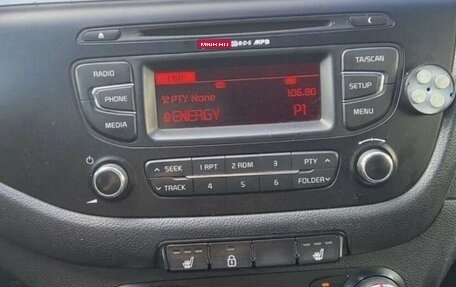 RDS MP3
RADIO
PHONE
MEDIA
FM1
PTY None
106.80
ENERGY
P1
TA/SCAN
SETUP
MENU
SEEK
TRACK
1 RPT
2 RDM
3
PTY
4
5
6
FOLDER